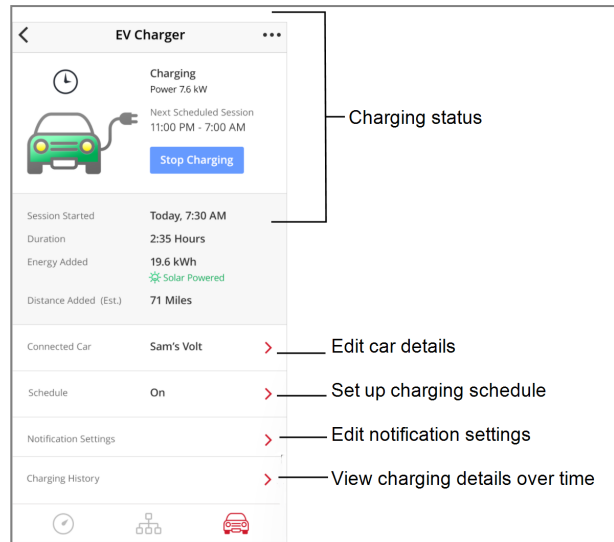 EV Charger
Charging
Power 7.6 kW
Next Scheduled Session
11:00 PM - 7:00 AM
Stop Charging
Charging status
Session Started Today, 7:30 AM
Duration 2:35 Hours
Energy Added 19.6 kWh
Solar Powered
Distance Added (Est.) 71 Miles
Connected Car Sam's Volt Edit car details
Schedule On Set up charging schedule
Notification Settings Edit notification settings
Charging History View charging details over time